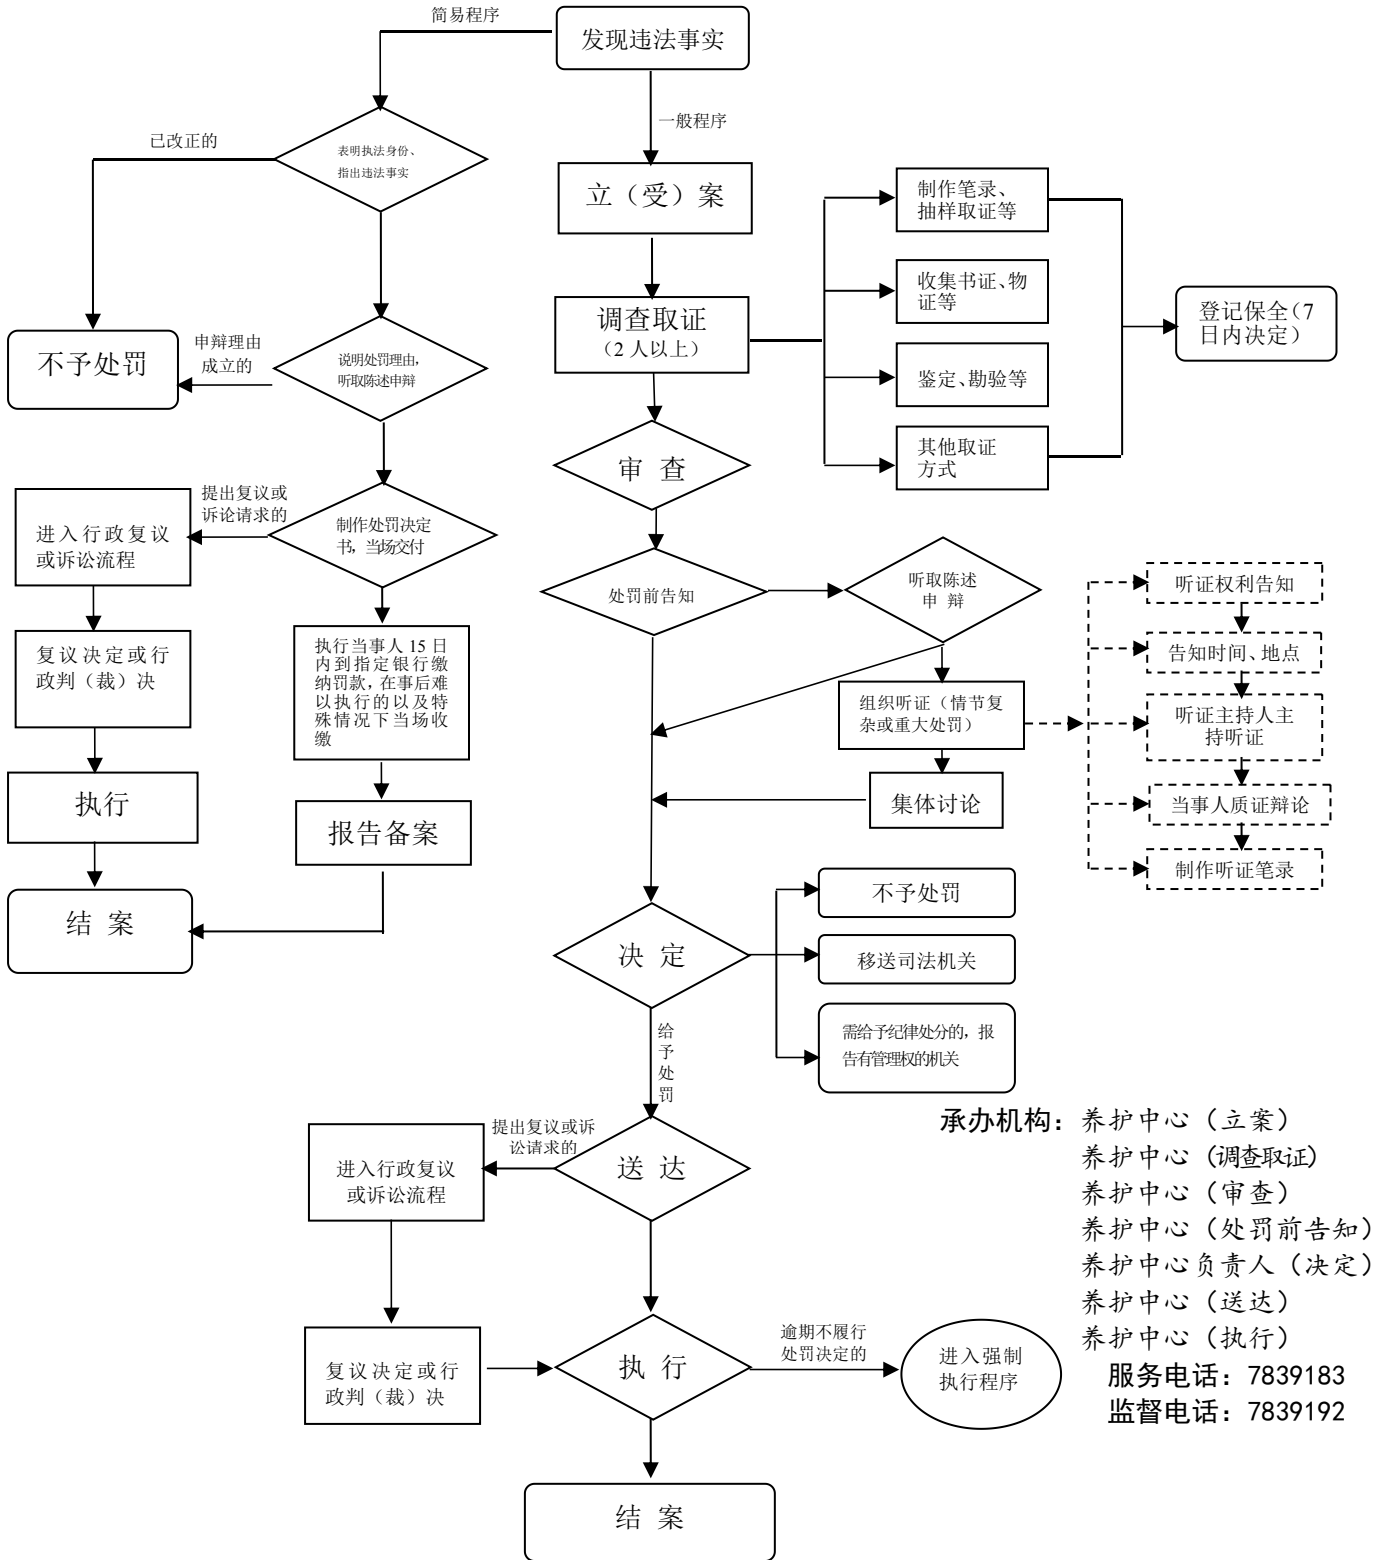 简易程序
发现违法事实
一般程序
已改正的
表明执法身份、
指出违法事实
立（受）案
制作笔录、
抽样取证等
收集书证、物
证等
登记保全（7
日内决定）
调查取证
（2 人以上）
申辩理由
成立的
不予处罚
说明处罚理由，
听取陈述申辩
鉴定、勘验等
其他取证
方式
审 查
提出复议或
诉论请求的
进入行政复议
或诉讼流程
制作处罚决定
书，当场交付
处罚前告知
听取陈述
申 辩
听证权利告知
告知时间、地点
听证主持人主
持听证
当事人质证辩论
制作听证笔录
复议决定或行
政判（裁）决
执行当事人 15 日
内到指定银行缴
纳罚款，在事后难
以执行的以及特
殊情况下当场收
缴
组织听证（情节复
杂或重大处罚）
集体讨论
执行
报告备案
结 案
不予处罚
决 定
移送司法机关
需给予纪律处分的，报
告有管理权的机关
给
予
处
罚
提出复议或诉
讼请求的
进入行政复议
或诉讼流程
送 达
承办机构：养护中心（立案）
养护中心（调查取证）
养护中心（审查）
养护中心（处罚前告知）
养护中心负责人（决定）
养护中心（送达）
养护中心（执行）
服务电话：7839183
监督电话：7839192
复议决定或行
政判（裁）决
执 行
逾期不履行
处罚决定的
进入强制
执行程序
结 案